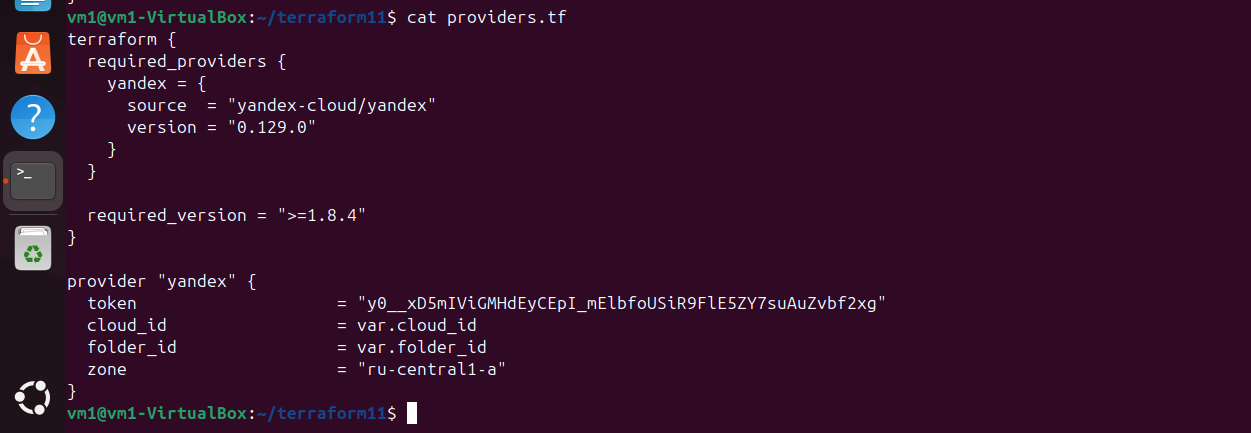 vm1@vm1-VirtualBox:~/terraform11$ cat providers.tf
terraform {
  required_providers {
    yandex = {
      source  = "yandex-cloud/yandex"
      version = "0.129.0"
    }
  }

  required_version = ">=1.8.4"
}

provider "yandex" {
  token                    = "y0__xD5mIViGMHdEyCEpI_mElbfoUSiR9FlE5ZY7suAuZvbf2xg"
  cloud_id                 = var.cloud_id
  folder_id                = var.folder_id
  zone                     = "ru-central1-a"
}
vm1@vm1-VirtualBox:~/terraform11$